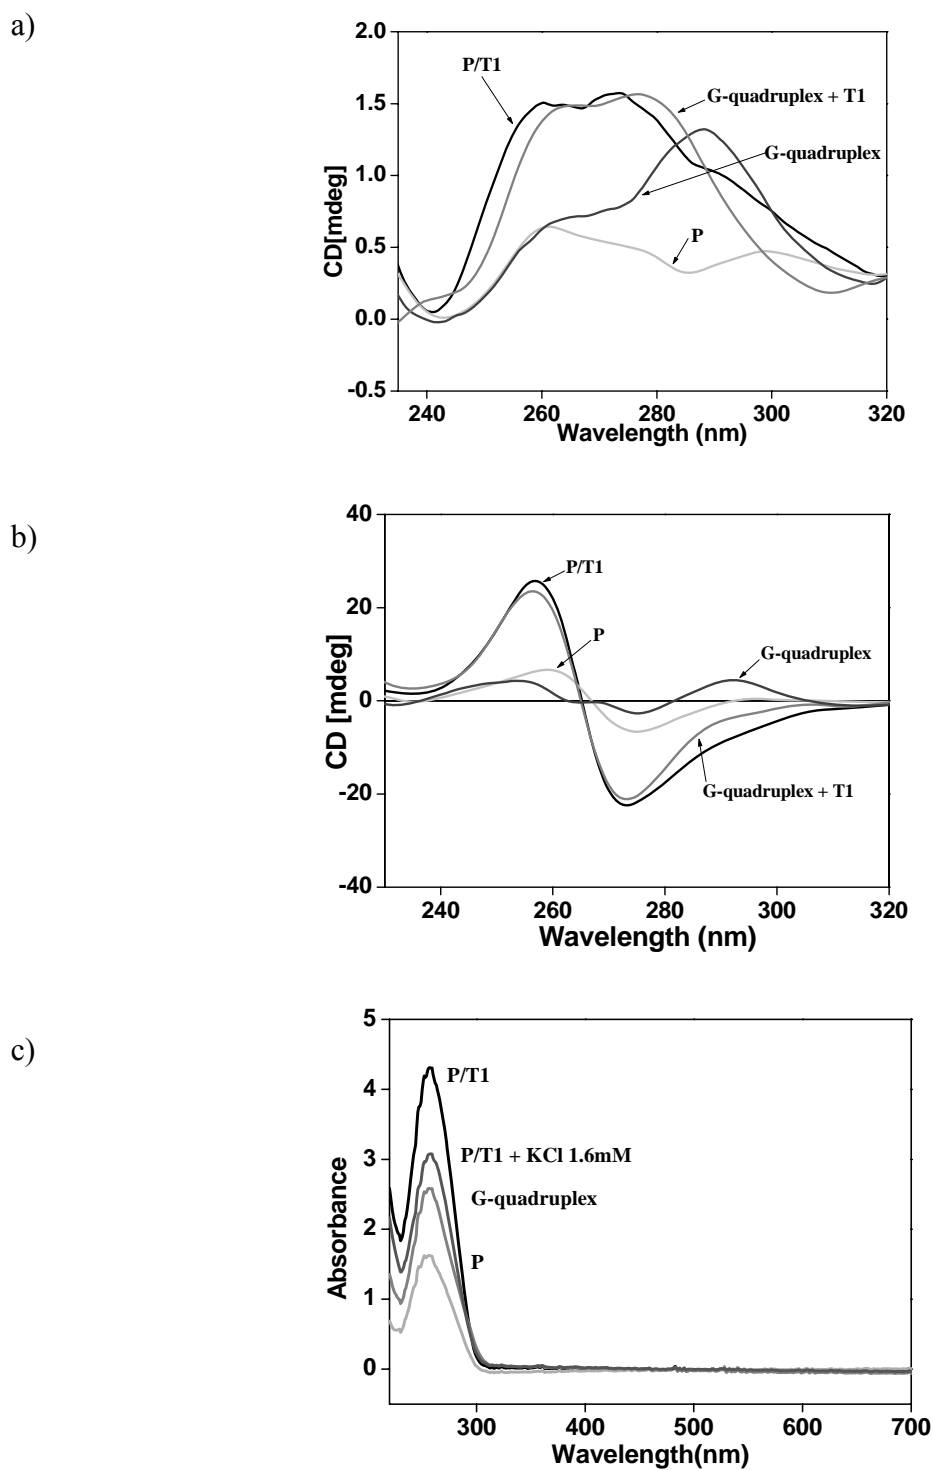 a)
2.0
1.5
1.0
0.5
0.0
-0.5
CD[mdeg]
P/T1
G-quadruplex + T1
G-quadruplex
P
240 260 280 300 320
Wavelength (nm)
b)
40
20
0
-20
-40
CD [mdeg]
P/T1
P
G-quadruplex
G-quadruplex + T1
240 260 280 300 320
Wavelength (nm)
c)
5
4
3
2
1
0
Absorbance
P/T1
P/T1 + KCl 1.6mM
G-quadruplex
P
300 400 500 600 700
Wavelength(nm)